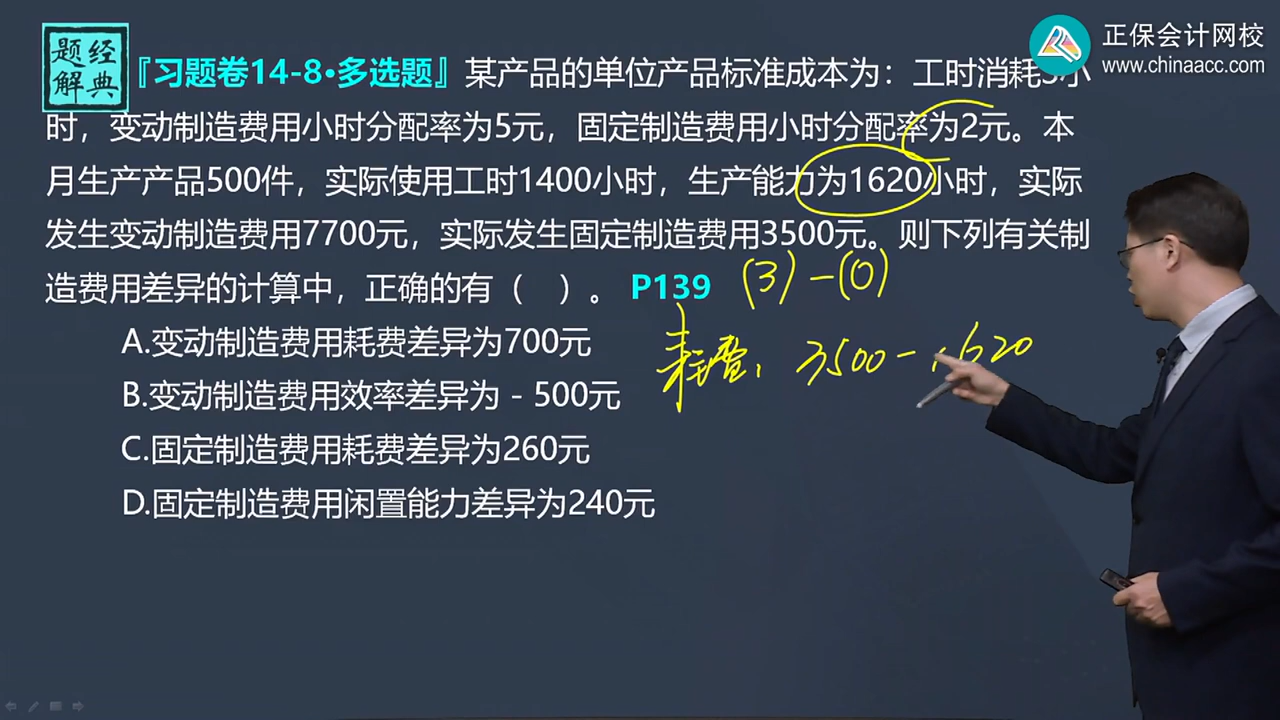 经典题解
正保会计网校
www.chinaacc.com
『习题卷14-8·多选题』某产品的单位产品标准成本为：工时消耗3小
时，变动制造费用小时分配率为5元，固定制造费用小时分配率为2元。本
月生产产品500件，实际使用工时1400小时，生产能力为1620小时，实际
发生变动制造费用7700元，实际发生固定制造费用3500元。则下列有关制
造费用差异的计算中，正确的有（ ）。P139
(3)-(0)
A.变动制造费用耗费差异为700元
耗费：3500-1620
B.变动制造费用效率差异为－500元
C.固定制造费用耗费差异为260元
D.固定制造费用闲置能力差异为240元